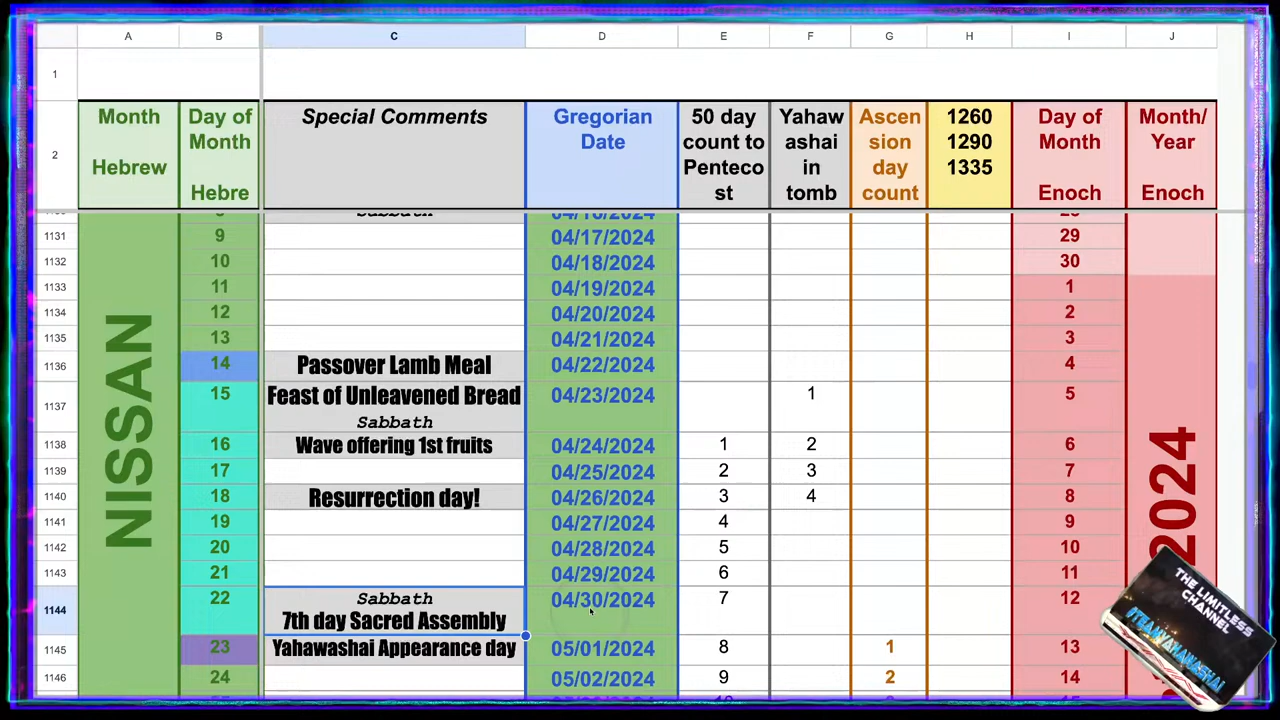 A B C D E F G H I J
1
2 Month Hebrew Day of Month Hebre Special Comments Gregorian Date 50 day count to Penteco st Yahaw ashai in tomb Ascen sion day count 1260 1290 1335 Day of Month Enoch Month/ Year Enoch
Sabbath 04/16/2024
1131 9 04/17/2024 29
1132 10 04/18/2024 30
1133 11 04/19/2024 1
1134 12 04/20/2024 2
1135 13 04/21/2024 3
1136 14 Passover Lamb Meal 04/22/2024 4
1137 15 Feast of Unleavened Bread 04/23/2024 1 5
Sabbath
1138 16 Wave offering 1st fruits 04/24/2024 1 2 6
1139 17 04/25/2024 2 3 7
1140 18 Resurrection day! 04/26/2024 3 4 8
1141 19 04/27/2024 4 9
1142 20 04/28/2024 5 10
1143 21 04/29/2024 6 11
1144 22 Sabbath 04/30/2024 7 12
7th day Sacred Assembly
1145 23 Yahawashai Appearance day 05/01/2024 8 1 13
1146 24 05/02/2024 9 2 14
NISSAN
2024
THE LIMITLESS
CHANNEL
#TEAMYAHAWASHAI